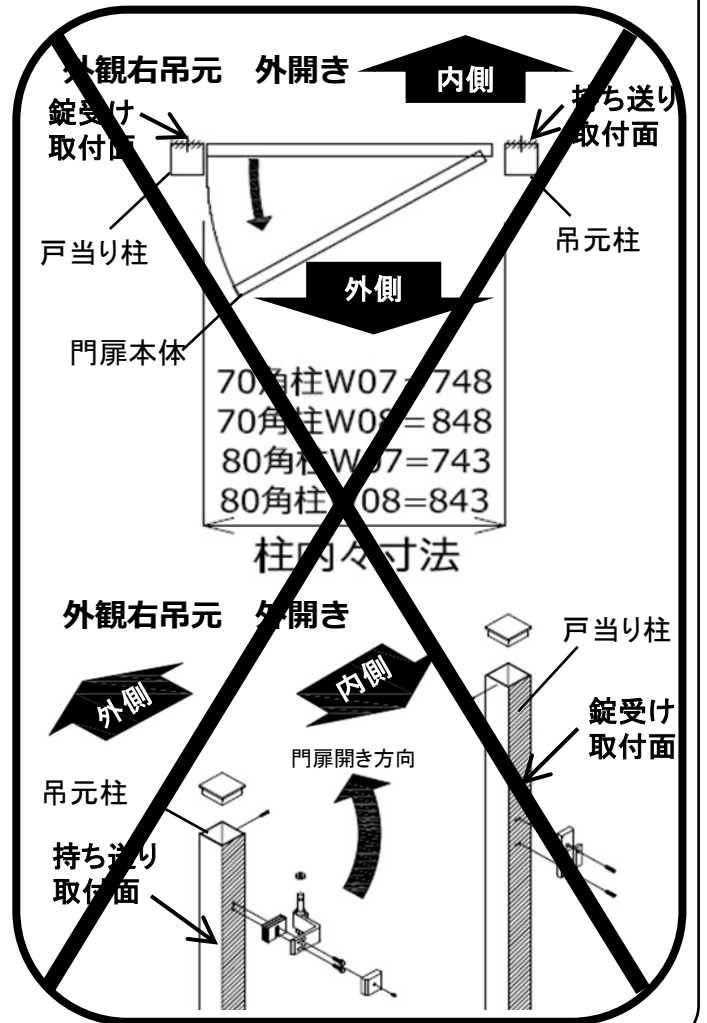 外観右吊元　外開き
内側
錠受け
取付面
持ち送り
取付面
戸当り柱
吊元柱
外側
門扉本体
70角柱W07=748
70角柱W08=848
80角柱W07=743
80角柱W08=843
柱内々寸法
外観右吊元　外開き
戸当り柱
外側
内側
錠受け
取付面
門扉開き方向
吊元柱
持ち送り
取付面